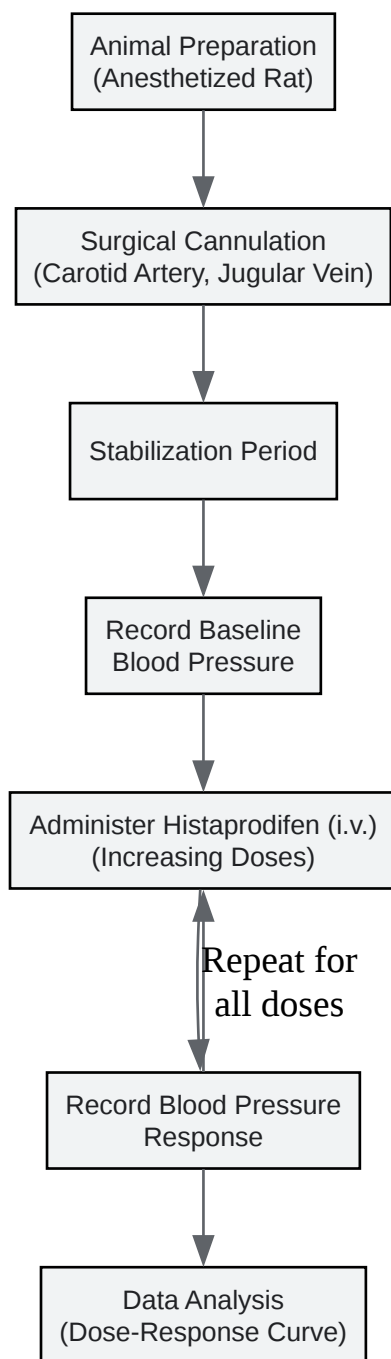 Animal Preparation
(Anesthetized Rat)
Surgical Cannulation
(Carotid Artery, Jugular Vein)
Stabilization Period
Record Baseline
Blood Pressure
Administer Histaprodifen (i.v.)
(Increasing Doses)
Repeat for
all doses
Record Blood Pressure
Response
Data Analysis
(Dose-Response Curve)